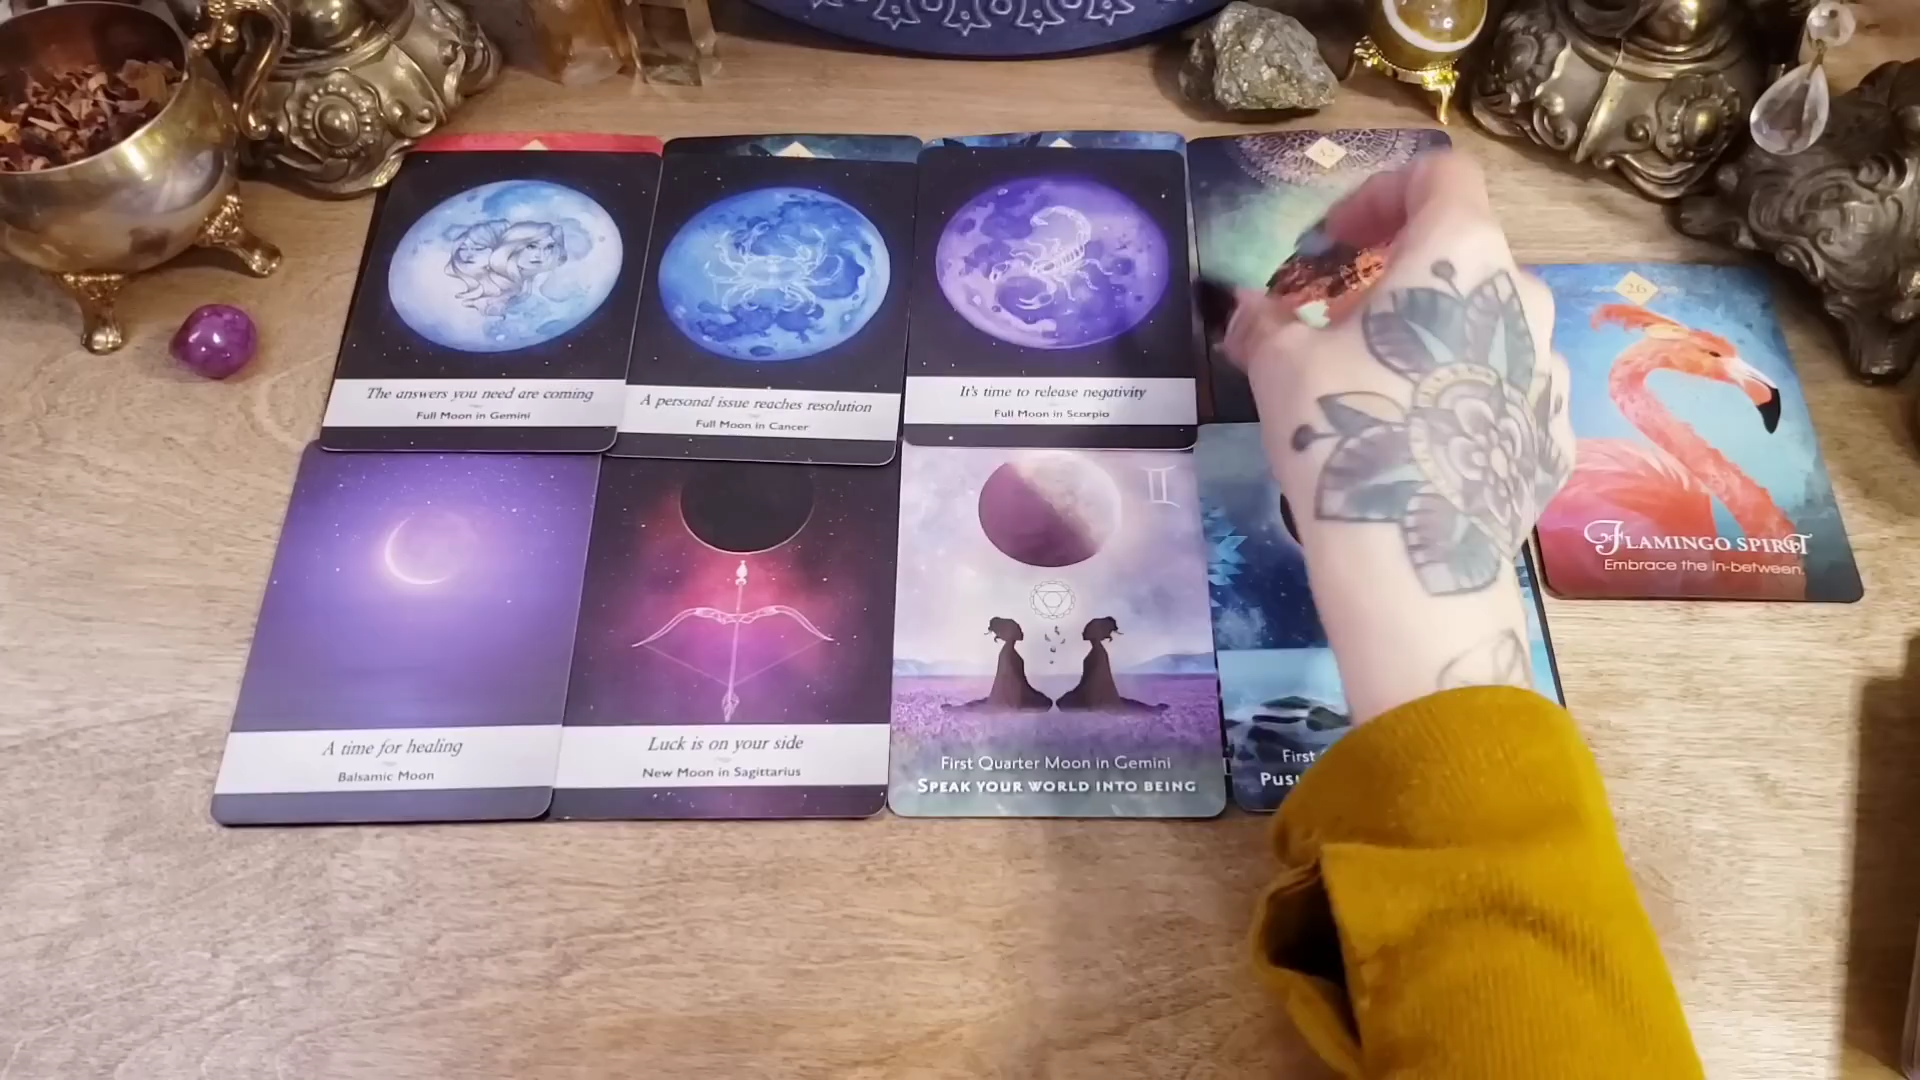 The answers you need are coming
Full Moon in Gemini
A personal issue reaches resolution
Full Moon in Cancer
It's time to release negativity
Full Moon in Scorpio
26
FLAMINGO SPIRIT
Embrace the in-between.
A time for healing
Balsamic Moon
Luck is on your side
New Moon in Sagittarius
First Quarter Moon in Gemini
SPEAK YOUR WORLD INTO BEING
First